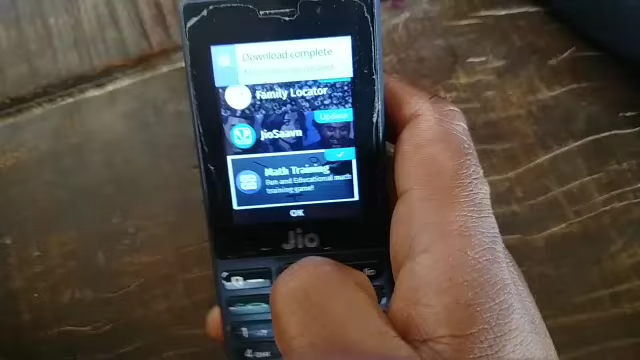 Download complete
Family Locator
Update
JioSaavn
Math Training
Fun and Educational math
training game!
OK
Jio